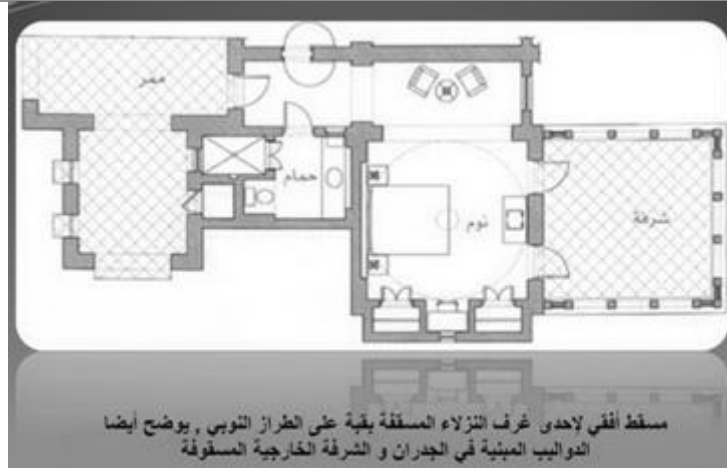 ممر
حمام
نوم
شرفة
مسقط أفقي لإحدى غرف النزلاء المسقفة بقبة على الطراز النوبي , يوضح أيضا
الدواليب المبنية في الجدران و الشرفة الخارجية المسقوفة